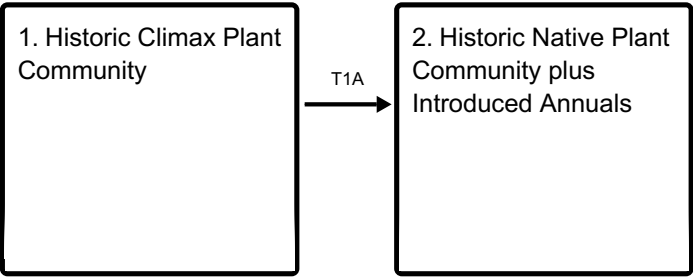 1. Historic Climax Plant
Community
T1A
2. Historic Native Plant
Community plus
Introduced Annuals